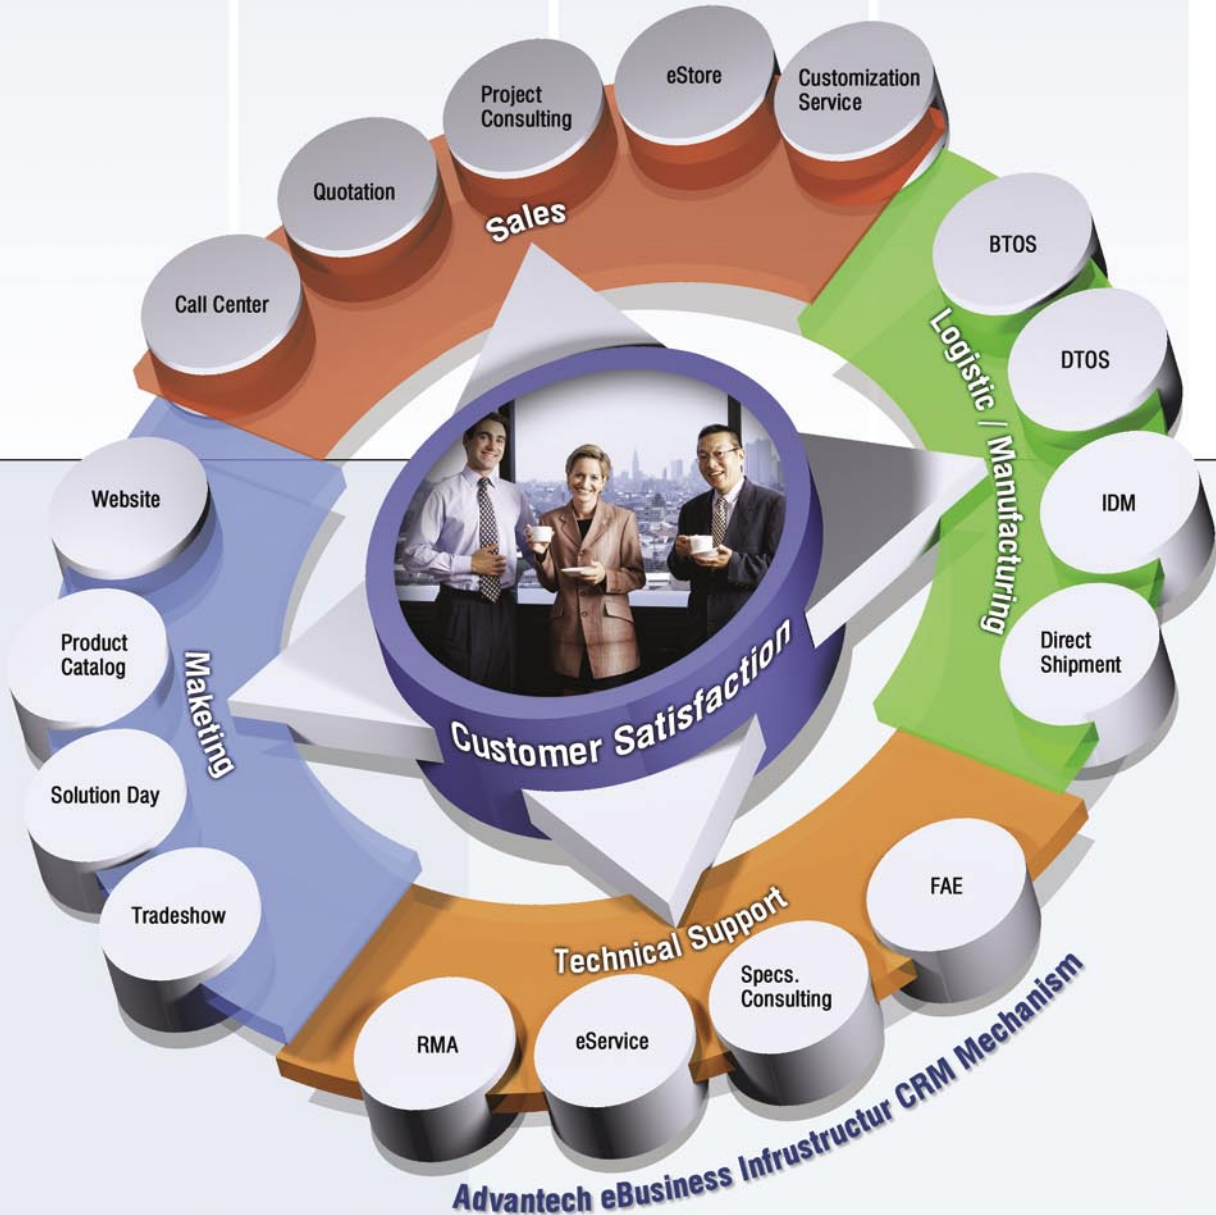 Project
Consulting
eStore
Customization
Service
Quotation
Call Center
Sales
BTOS
DTOS
IDM
Direct
Shipment
Logistic / Manufacturing
Website
Product
Catalog
Solution Day
Tradeshow
Maketing
Customer Satisfaction
Technical Support
FAE
Specs.
Consulting
eService
RMA
Advantech eBusiness Infrustructur CRM Mechanism